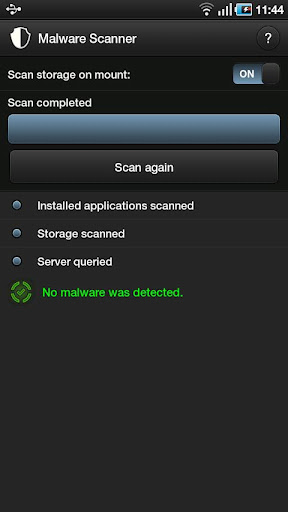 11:44
Malware Scanner
?
Scan storage on mount:
ON
Scan completed
Scan again
Installed applications scanned
Storage scanned
Server queried
No malware was detected.